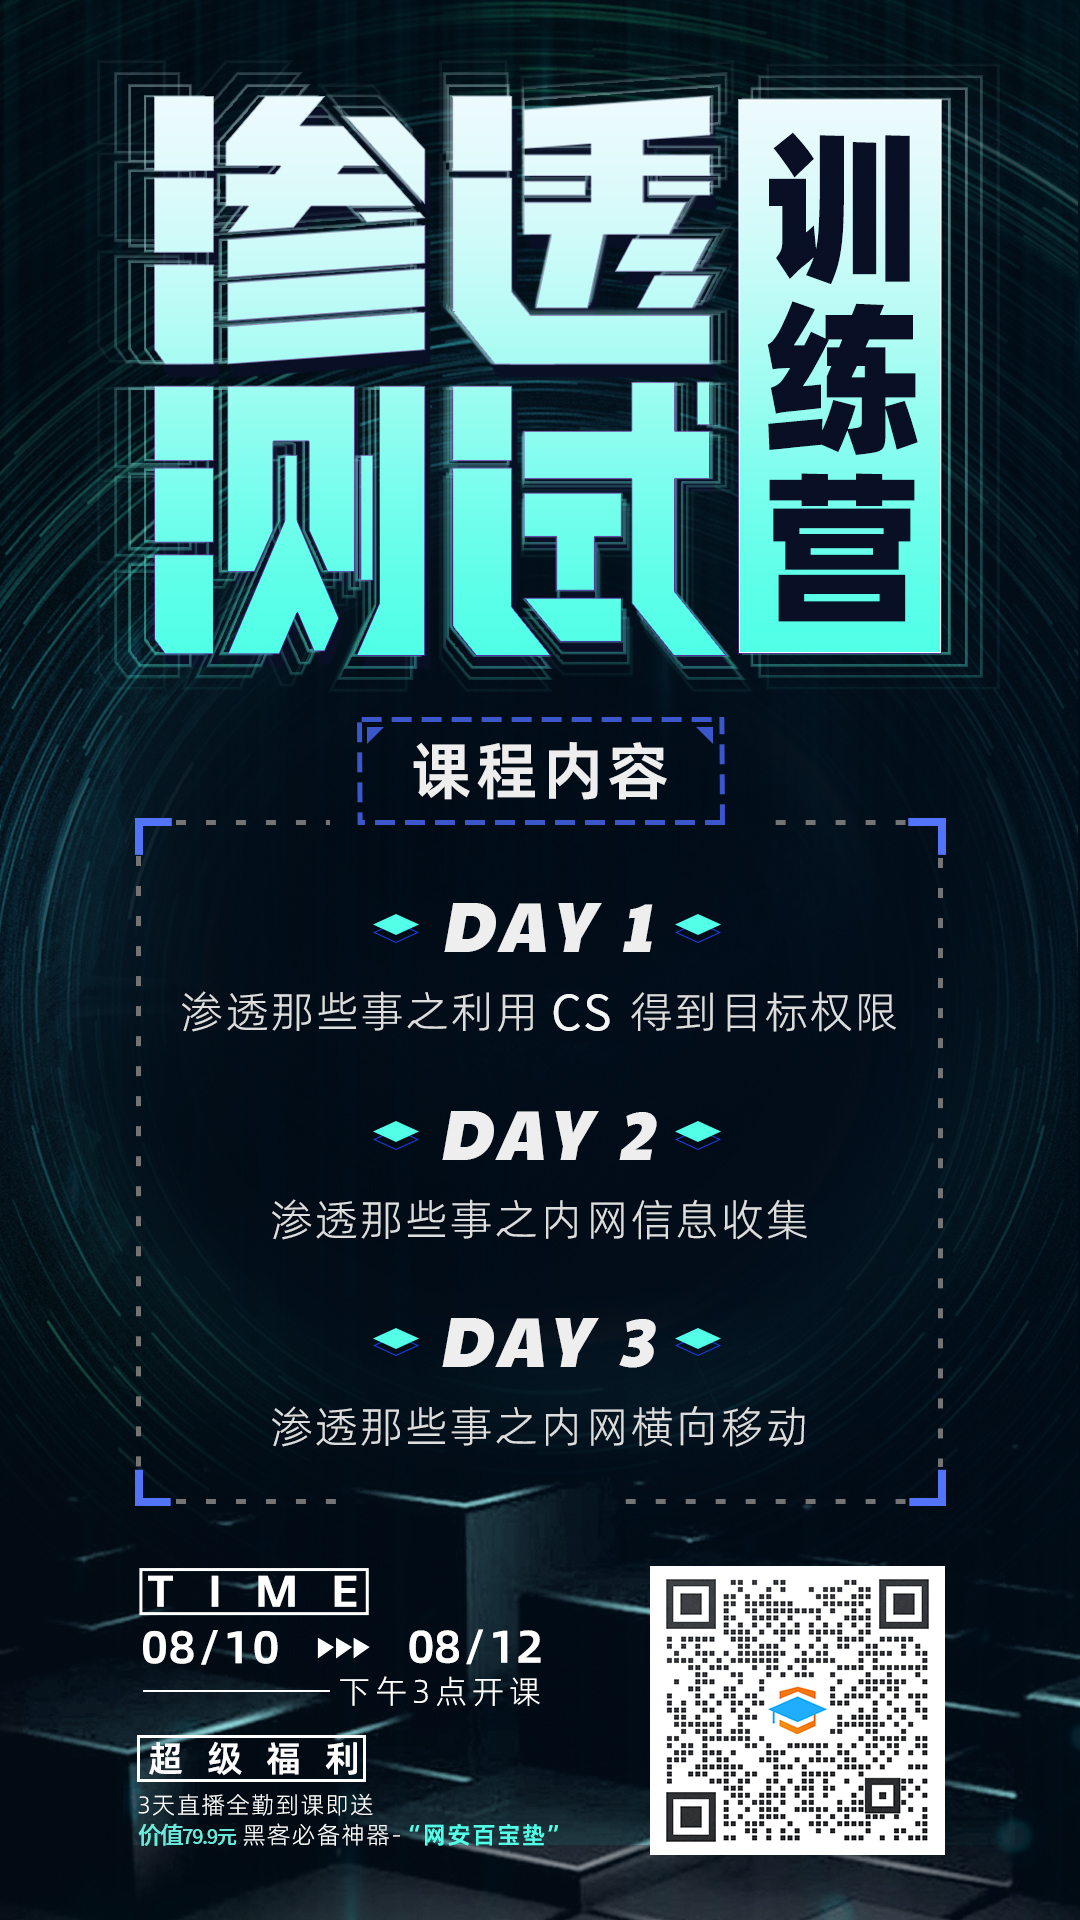 渗透
测试
训练营
课程内容
DAY 1
渗透那些事之利用 CS 得到目标权限
DAY 2
渗透那些事之内网信息收集
DAY 3
渗透那些事之内网横向移动
TIME
08/10 08/12
下午3点开课
超级福利
3天直播全勤到课即送
价值79.9元 黑客必备神器-“网安百宝垫”